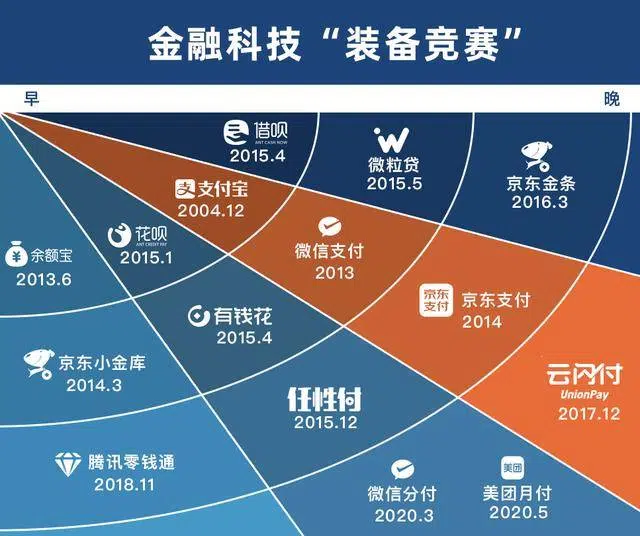 金融科技“装备竞赛”
早
晚
借呗
ANT CASH NOW
2015.4
微粒贷
2015.5
京东金条
2016.3
支
支付宝
2004.12
微信支付
2013
京东
支付
京东支付
2014
云闪付
UnionPay
2017.12
花呗
ANT CREDIT PAY
2015.1
有钱花
2015.4
任性付
2015.12
微信分付
2020.3
美团
美团月付
2020.5
¥
余额宝
2013.6
京东小金库
2014.3
腾讯零钱通
2018.11